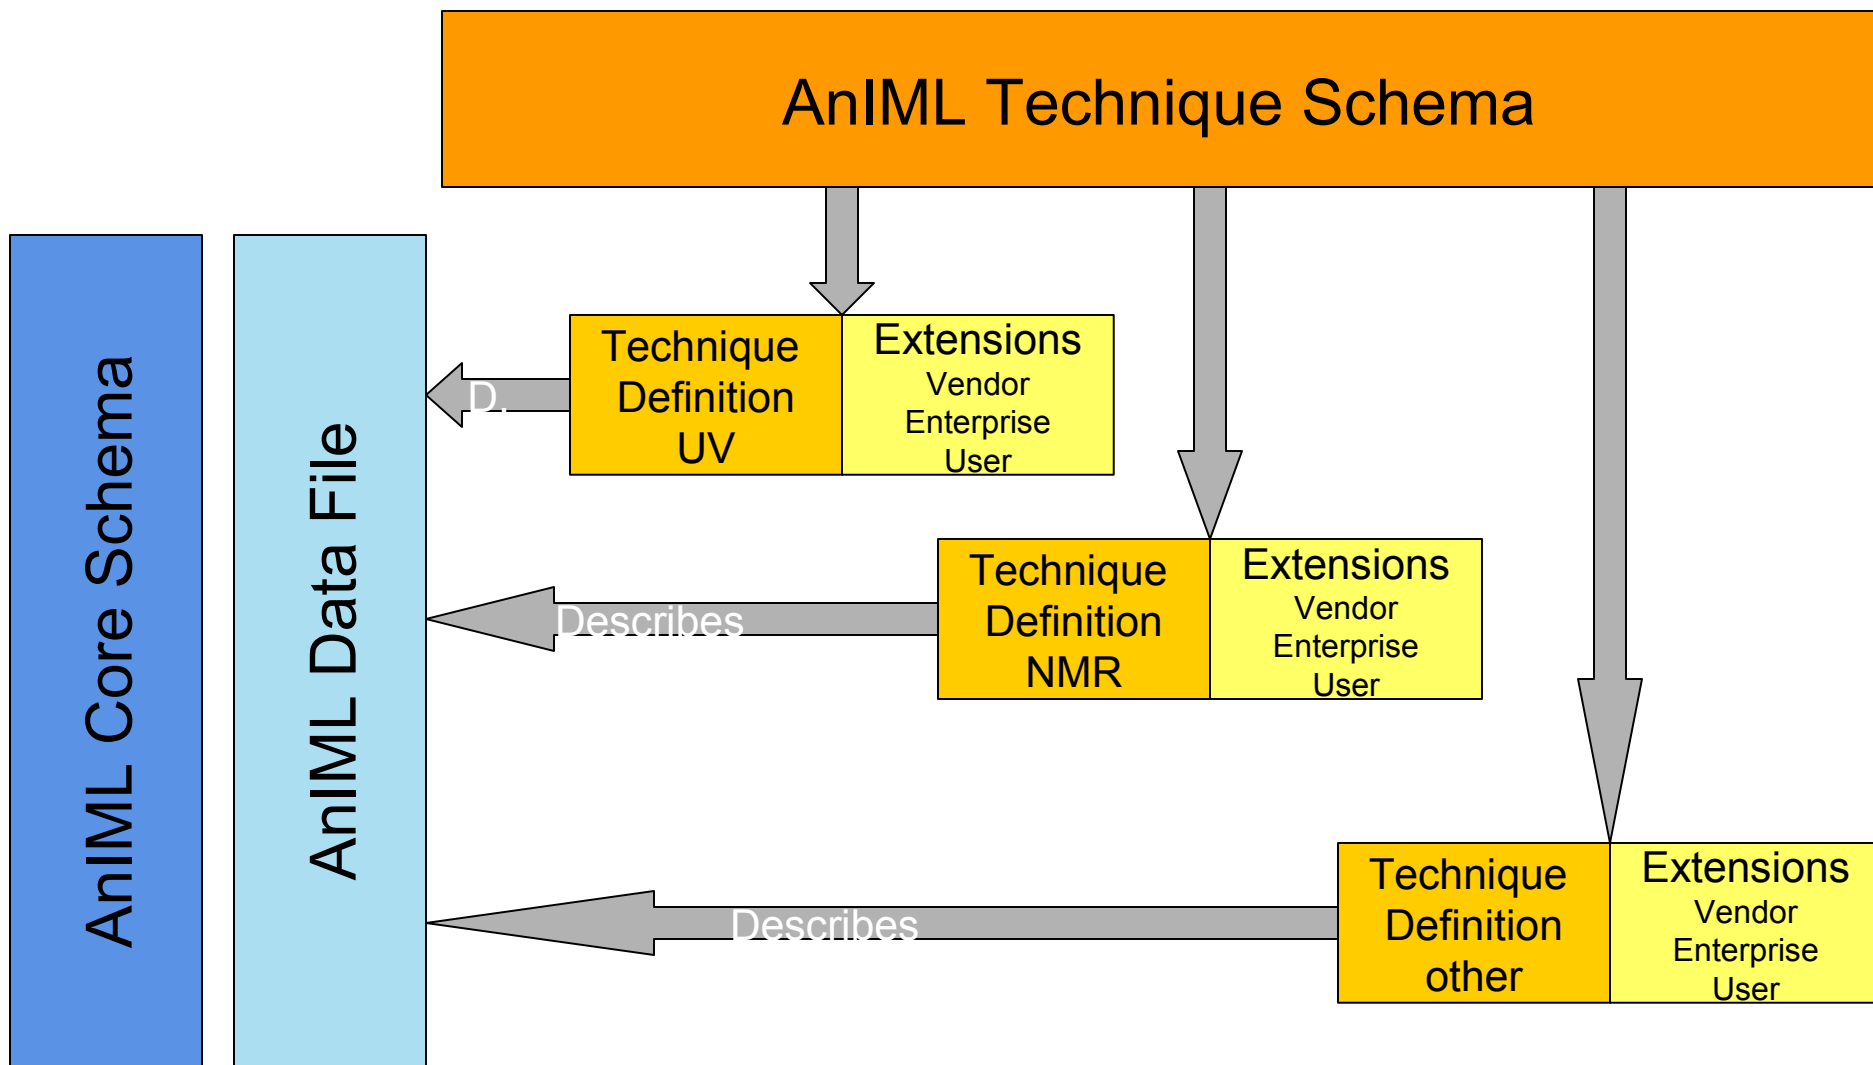 AnIML Technique Schema
AnIML Core Schema
AnIML Data File
D.
Technique
Definition
UV
Extensions
Vendor
Enterprise
User
Describes
Technique
Definition
NMR
Extensions
Vendor
Enterprise
User
Describes
Technique
Definition
other
Extensions
Vendor
Enterprise
User